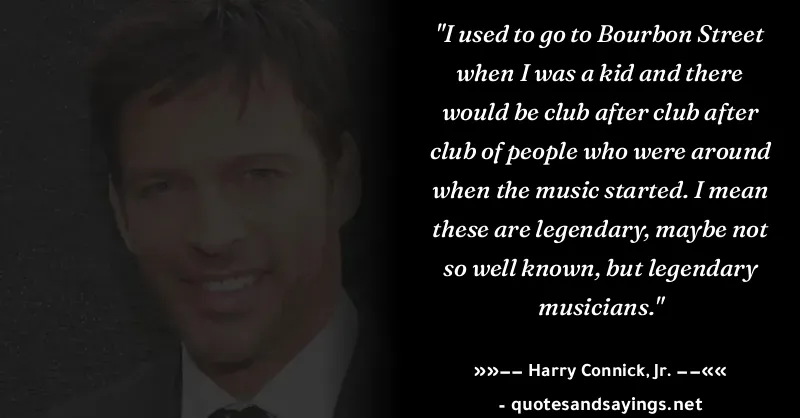 "I used to go to Bourbon Street
when I was a kid and there
would be club after club after
club of people who were around
when the music started. I mean
these are legendary, maybe not
so well known, but legendary
musicians."
»»-- Harry Connick, Jr. --««
- quotesandsayings.net